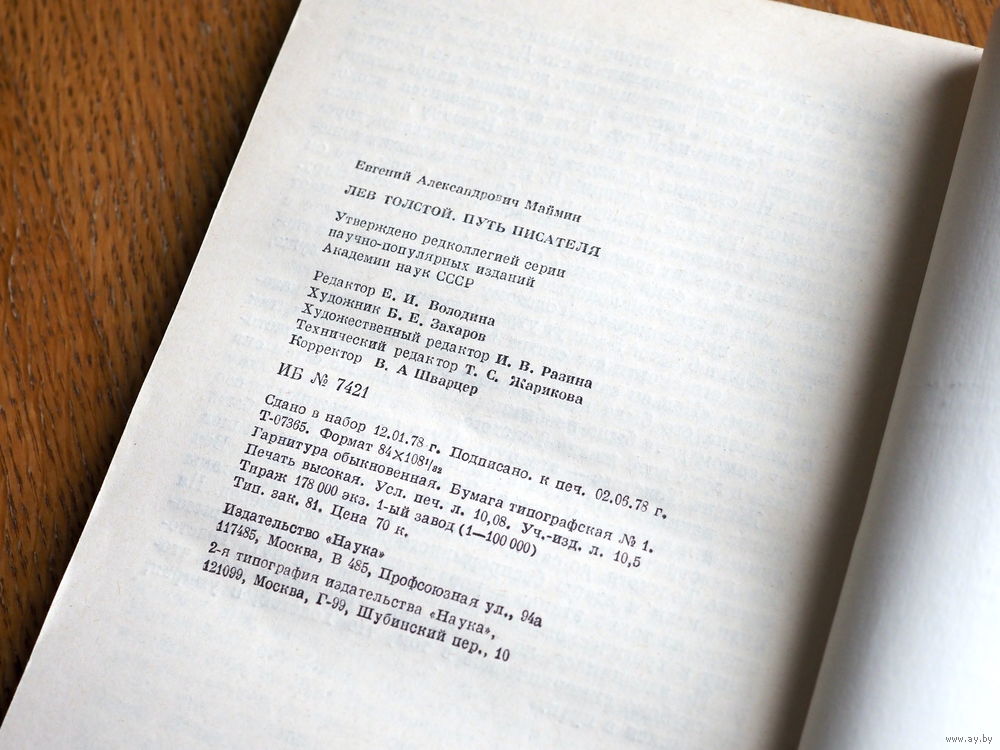 Евгений Александрович Маймин
ЛЕВ ТОЛСТОЙ. ПУТЬ ПИСАТЕЛЯ
Утверждено редколлегией серии
научно-популярных изданий
Академии наук СССР
Редактор Е. И. Володина
Художник Б. Е. Захаров
Художественный редактор И. В. Разина
Технический редактор Т. С. Жарикова
Корректор В. А Шварцер
ИБ № 7421
Сдано в набор 12.01.78 г. Подписано. к печ. 02.06.78 г.
Т-07365. Формат 84×108¹/₃₂
Гарнитура обыкновенная. Бумага типографская № 1.
Печать высокая. Усл. печ. л. 10,08. Уч.-изд. л. 10,5
Тираж 178 000 экз. 1-ый завод (1—100 000)
Тип. зак. 81. Цена 70 к.
Издательство «Наука»
117485, Москва, В 485, Профсоюзная ул., 94а
2-я типография издательства «Наука»,
121099, Москва, Г-99, Шубинский пер., 10
www.ay.by